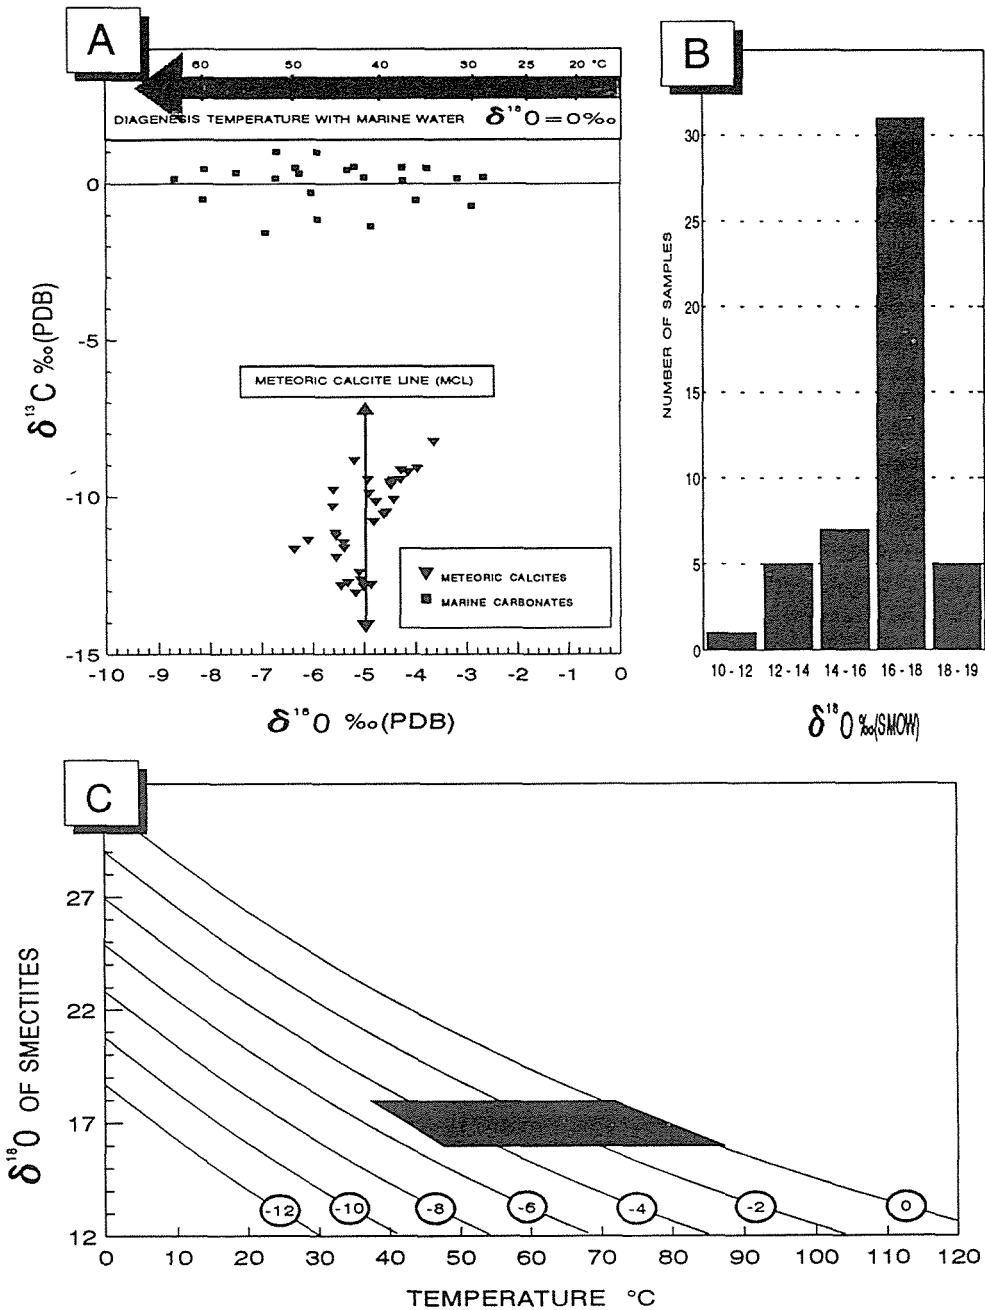 A
60 50 40 30 25 20 °C
DIAGENESIS TEMPERATURE WITH MARINE WATER δ¹⁸O=0‰
0
-5
-10
-15
δ¹³C ‰(PDB)
METEORIC CALCITE LINE (MCL)
METEORIC CALCITES
MARINE CARBONATES
-10 -9 -8 -7 -6 -5 -4 -3 -2 -1 0
δ¹⁸O ‰(PDB)
B
30
25
20
15
10
5
0
NUMBER OF SAMPLES
10 - 12 12 - 14 14 - 16 16 - 18 18 - 19
δ¹⁸O ‰(SMOW)
C
27
22
17
12
δ¹⁸O OF SMECTITES
-12 -10 -8 -6 -4 -2 0
0 10 20 30 40 50 60 70 80 90 100 110 120
TEMPERATURE °C